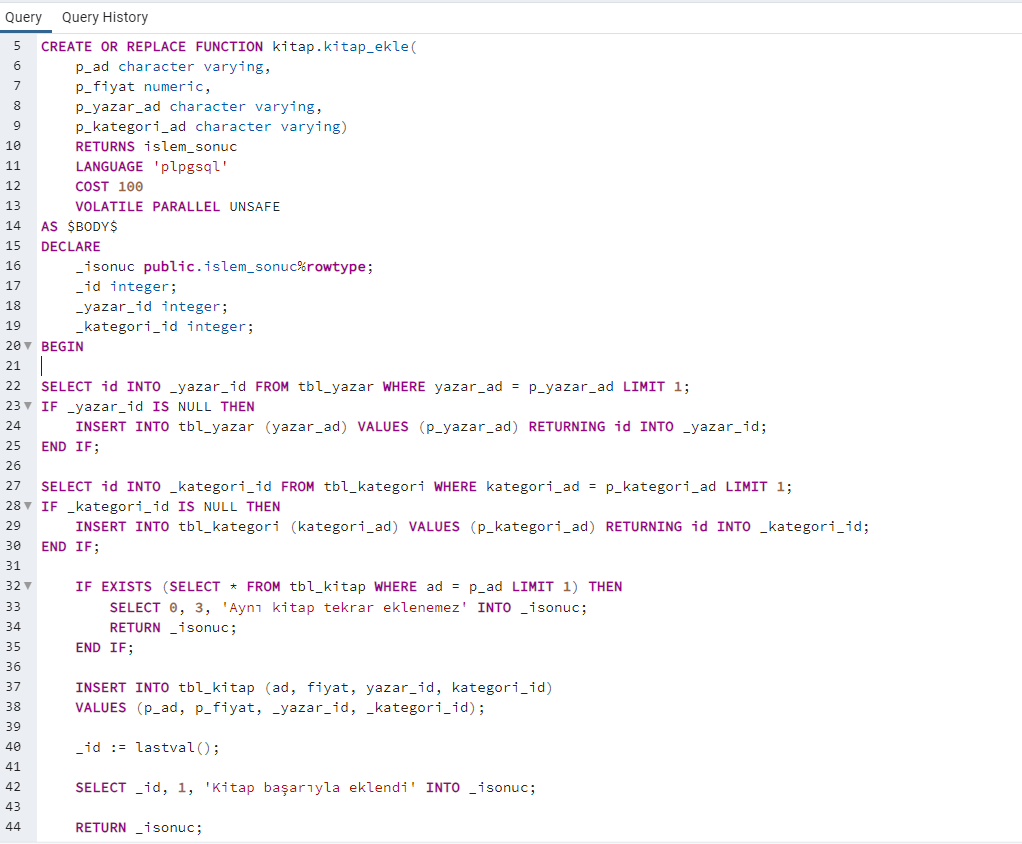 Query Query History
5 CREATE OR REPLACE FUNCTION kitap.kitap_ekle(
6 p_ad character varying,
7 p_fiyat numeric,
8 p_yazar_ad character varying,
9 p_kategori_ad character varying)
10 RETURNS islem_sonuc
11 LANGUAGE 'plpgsql'
12 COST 100
13 VOLATILE PARALLEL UNSAFE
14 AS $BODY$
15 DECLARE
16 _isonuc public.islem_sonuc%rowtype;
17 _id integer;
18 _yazar_id integer;
19 _kategori_id integer;
20 BEGIN
21
22 SELECT id INTO _yazar_id FROM tbl_yazar WHERE yazar_ad = p_yazar_ad LIMIT 1;
23 IF _yazar_id IS NULL THEN
24 INSERT INTO tbl_yazar (yazar_ad) VALUES (p_yazar_ad) RETURNING id INTO _yazar_id;
25 END IF;
26
27 SELECT id INTO _kategori_id FROM tbl_kategori WHERE kategori_ad = p_kategori_ad LIMIT 1;
28 IF _kategori_id IS NULL THEN
29 INSERT INTO tbl_kategori (kategori_ad) VALUES (p_kategori_ad) RETURNING id INTO _kategori_id;
30 END IF;
31
32 IF EXISTS (SELECT * FROM tbl_kitap WHERE ad = p_ad LIMIT 1) THEN
33 SELECT 0, 3, 'Aynı kitap tekrar eklenemez' INTO _isonuc;
34 RETURN _isonuc;
35 END IF;
36
37 INSERT INTO tbl_kitap (ad, fiyat, yazar_id, kategori_id)
38 VALUES (p_ad, p_fiyat, _yazar_id, _kategori_id);
39
40 _id := lastval();
41
42 SELECT _id, 1, 'Kitap başarıyla eklendi' INTO _isonuc;
43
44 RETURN _isonuc;